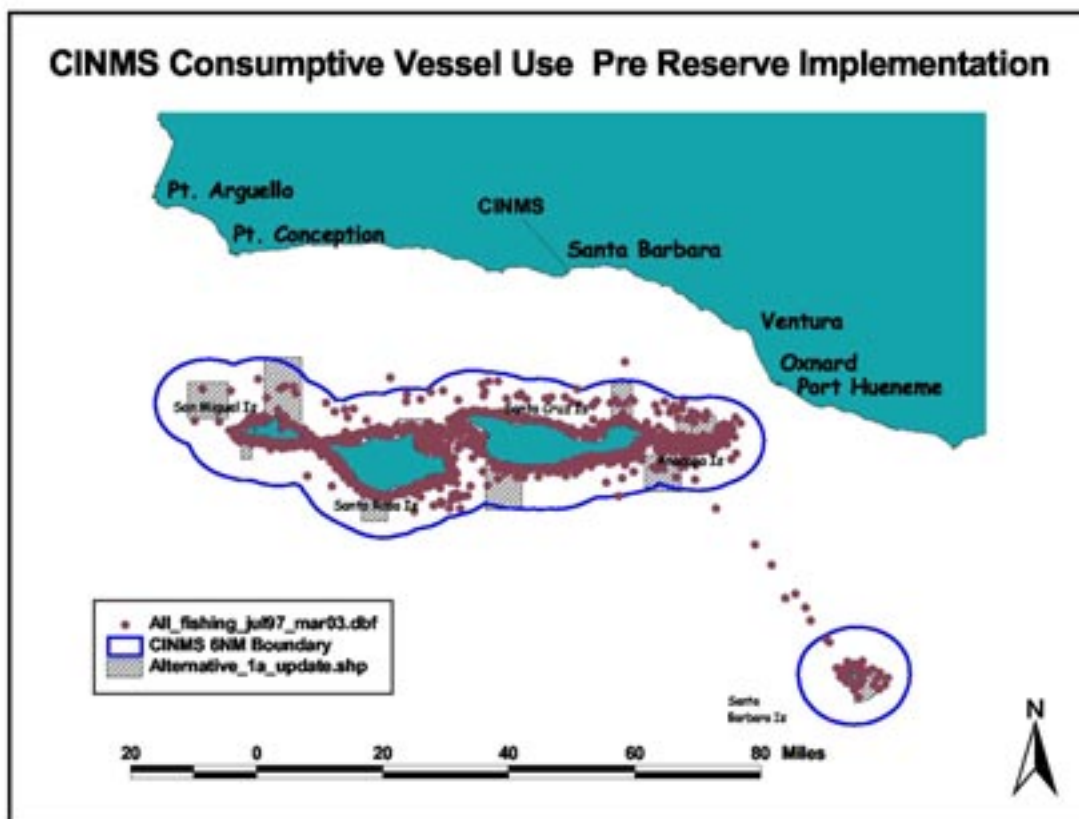 CINMS Consumptive Vessel Use Pre Reserve Implementation
Pt. Arguello
CINMS
Pt. Conception
Santa Barbara
Ventura
Oxnard
Port Hueneme
San Miguel Is
Santa Cruz Is
Anacapa Is
Santa Rosa Is
All_fishing_jul97_mar03.dbf
CINMS 6NM Boundary
Alternative_1a_update.shp
Santa
Barbara Is
N
20 0 20 40 60 80 Miles